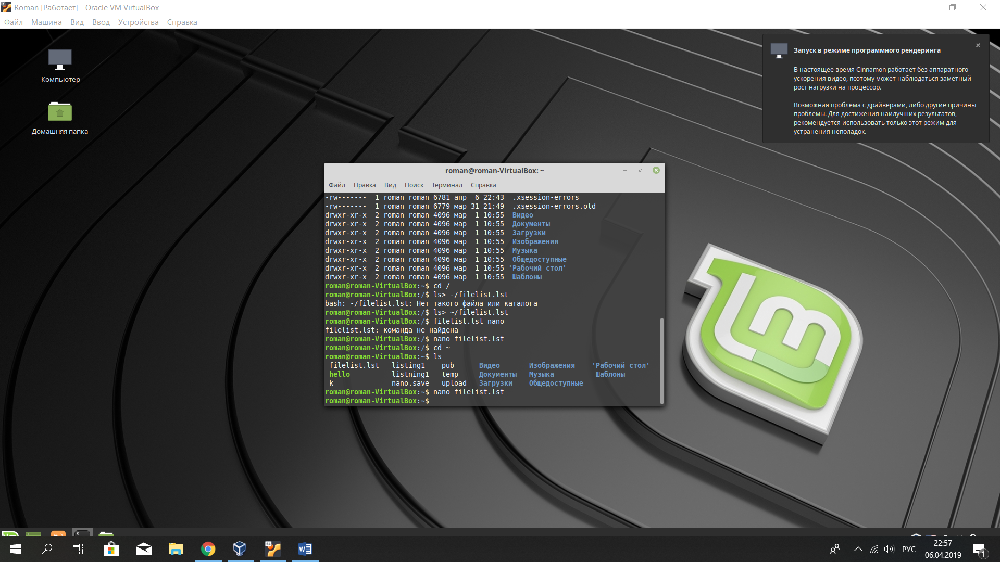 Roman [Работает] - Oracle VM VirtualBox
Файл Машина Вид Ввод Устройства Справка
Компьютер
Домашняя папка
Запуск в режиме программного рендеринга
В настоящее время Cinnamon работает без аппаратного
ускорения видео, поэтому может наблюдаться заметный
рост нагрузки на процессор.
Возможная проблема с драйверами, либо другие причины
проблемы. Для достижения наилучших результатов,
рекомендуется использовать только этот режим для
устранения неполадок.
roman@roman-VirtualBox: ~
Файл Правка Вид Поиск Терминал Справка
-rw------- 1 roman roman 6781 апр 6 22:43 .xsession-errors
-rw------- 1 roman roman 6779 мар 31 21:49 .xsession-errors.old
drwxr-xr-x 2 roman roman 4096 мар 1 10:55 Видео
drwxr-xr-x 2 roman roman 4096 мар 1 10:55 Документы
drwxr-xr-x 2 roman roman 4096 мар 1 10:55 Загрузки
drwxr-xr-x 2 roman roman 4096 мар 1 10:55 Изображения
drwxr-xr-x 2 roman roman 4096 мар 1 10:55 Музыка
drwxr-xr-x 2 roman roman 4096 мар 1 10:55 Общедоступные
drwxr-xr-x 2 roman roman 4096 мар 1 10:55 'Рабочий стол'
drwxr-xr-x 2 roman roman 4096 мар 1 10:55 Шаблоны
roman@roman-VirtualBox:~$ cd /
roman@roman-VirtualBox:/$ ls> -/filelist.lst
bash: -/filelist.lst: Нет такого файла или каталога
roman@roman-VirtualBox:/$ ls> ~/filelist.lst
roman@roman-VirtualBox:/$ filelist.lst nano
filelist.lst: команда не найдена
roman@roman-VirtualBox:/$ nano filelist.lst
roman@roman-VirtualBox:/$ cd ~
roman@roman-VirtualBox:~$ ls
filelist.lst listing1 pub Видео Изображения 'Рабочий стол'
hello listning1 temp Документы Музыка Шаблоны
k nano.save upload Загрузки Общедоступные
roman@roman-VirtualBox:~$ nano filelist.lst
roman@roman-VirtualBox:~$
64
W
РУС
22:57
06.04.2019
1